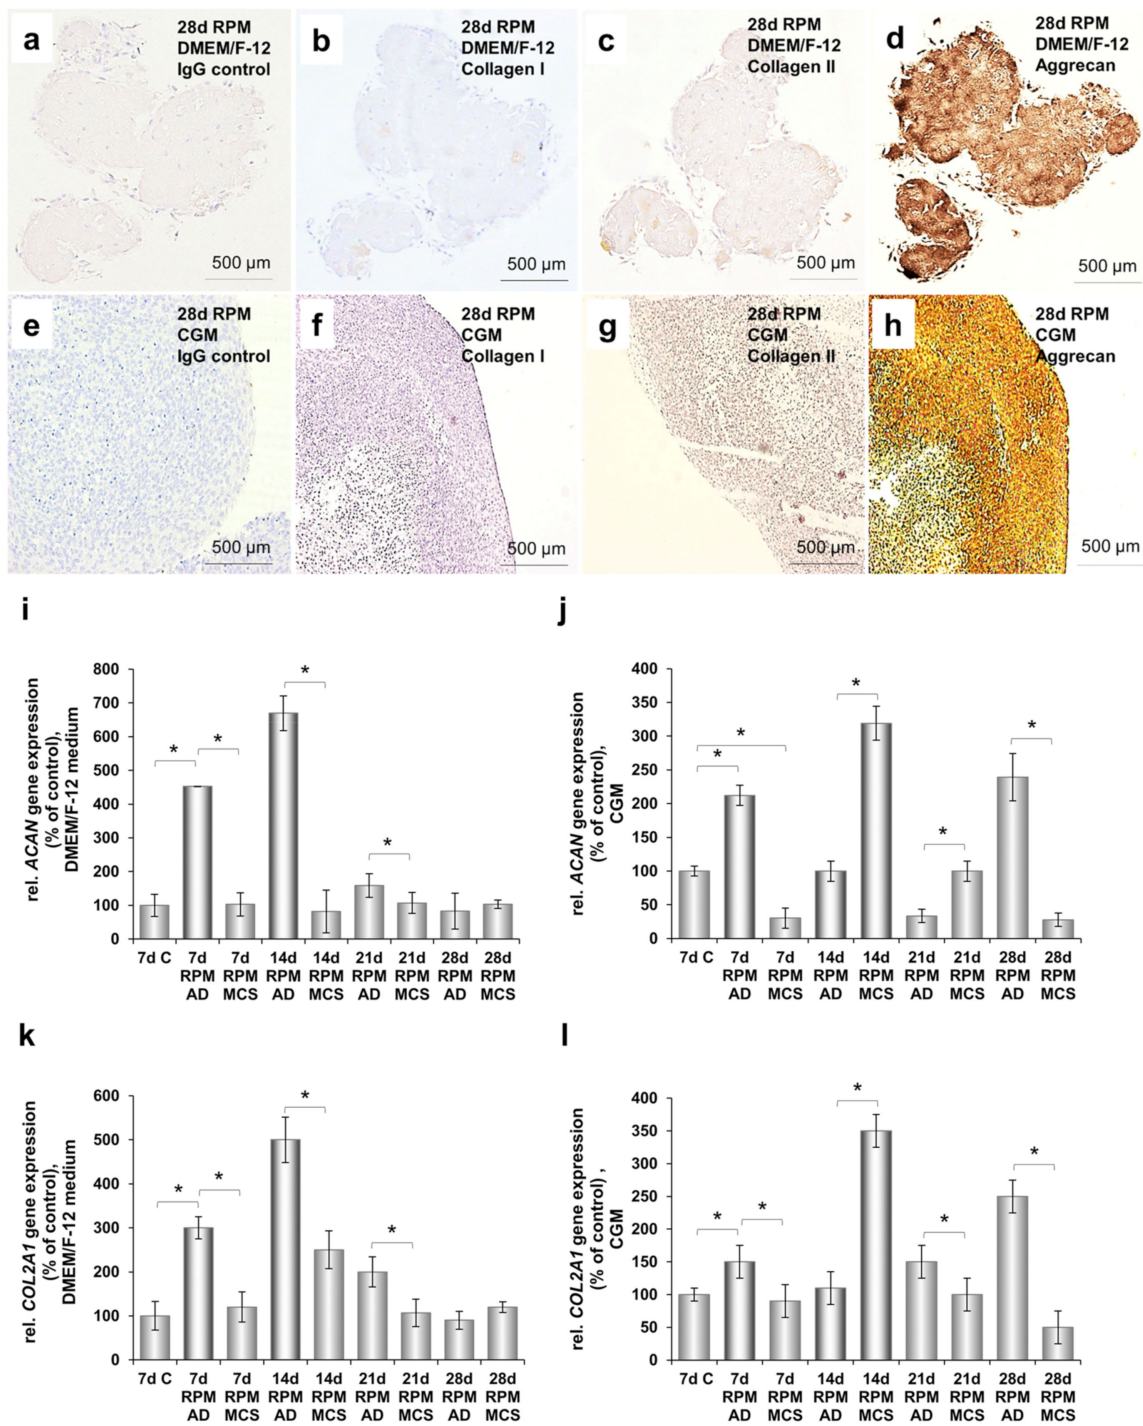 a
28d RPM
DMEM/F-12
IgG control
500 µm
b
28d RPM
DMEM/F-12
Collagen I
500 µm
c
28d RPM
DMEM/F-12
Collagen II
500 µm
d
28d RPM
DMEM/F-12
Aggrecan
500 µm
e
28d RPM
CGM
IgG control
500 µm
f
28d RPM
CGM
Collagen I
500 µm
g
28d RPM
CGM
Collagen II
500 µm
h
28d RPM
CGM
Aggrecan
500 µm
i
rel. ACAN gene expression
(% of control),
DMEM/F-12 medium
800
700
600
500
400
300
200
100
0
* * * *
7d C
7d RPM AD
7d RPM MCS
14d RPM AD
14d RPM MCS
21d RPM AD
21d RPM MCS
28d RPM AD
28d RPM MCS
j
rel. ACAN gene expression
(% of control),
CGM
400
350
300
250
200
150
100
50
0
* * * * *
7d C
7d RPM AD
7d RPM MCS
14d RPM AD
14d RPM MCS
21d RPM AD
21d RPM MCS
28d RPM AD
28d RPM MCS
k
rel. COL2A1 gene expression
(% of control),
DMEM/F-12 medium
600
500
400
300
200
100
0
* * * *
7d C
7d RPM AD
7d RPM MCS
14d RPM AD
14d RPM MCS
21d RPM AD
21d RPM MCS
28d RPM AD
28d RPM MCS
l
rel. COL2A1 gene expression
(% of control) ,
CGM
400
350
300
250
200
150
100
50
0
* * * * *
7d C
7d RPM AD
7d RPM MCS
14d RPM AD
14d RPM MCS
21d RPM AD
21d RPM MCS
28d RPM AD
28d RPM MCS